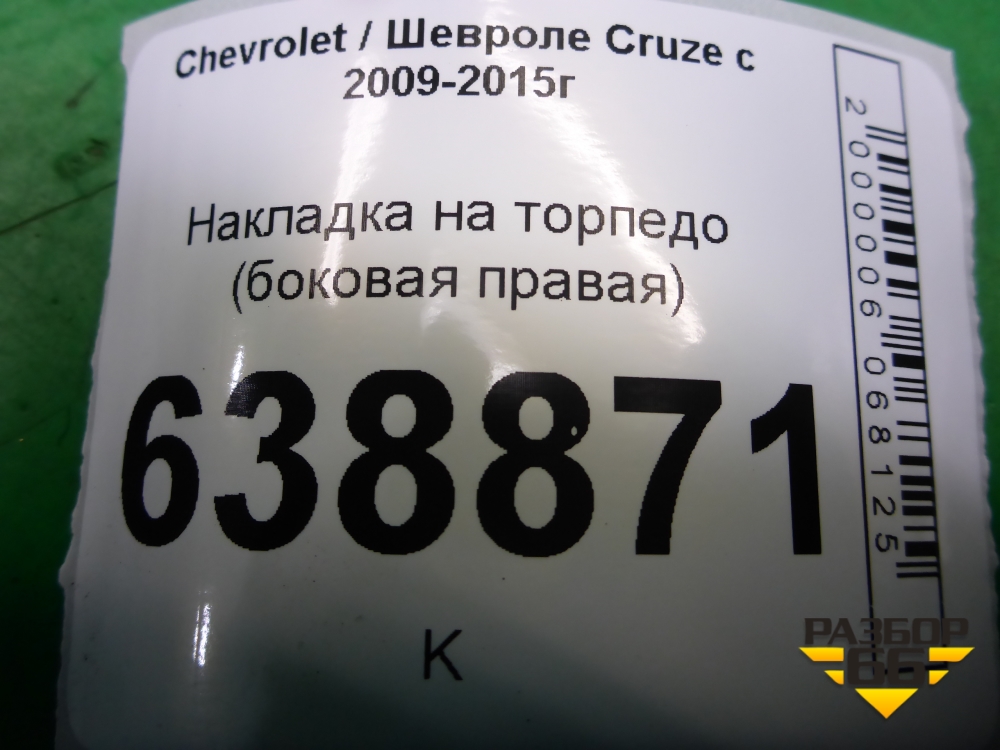 Chevrolet / Шевроле Cruze с
2009-2015г
Накладка на торпедо
(боковая правая)
638871
К
2000006068125
РАЗБОР
66